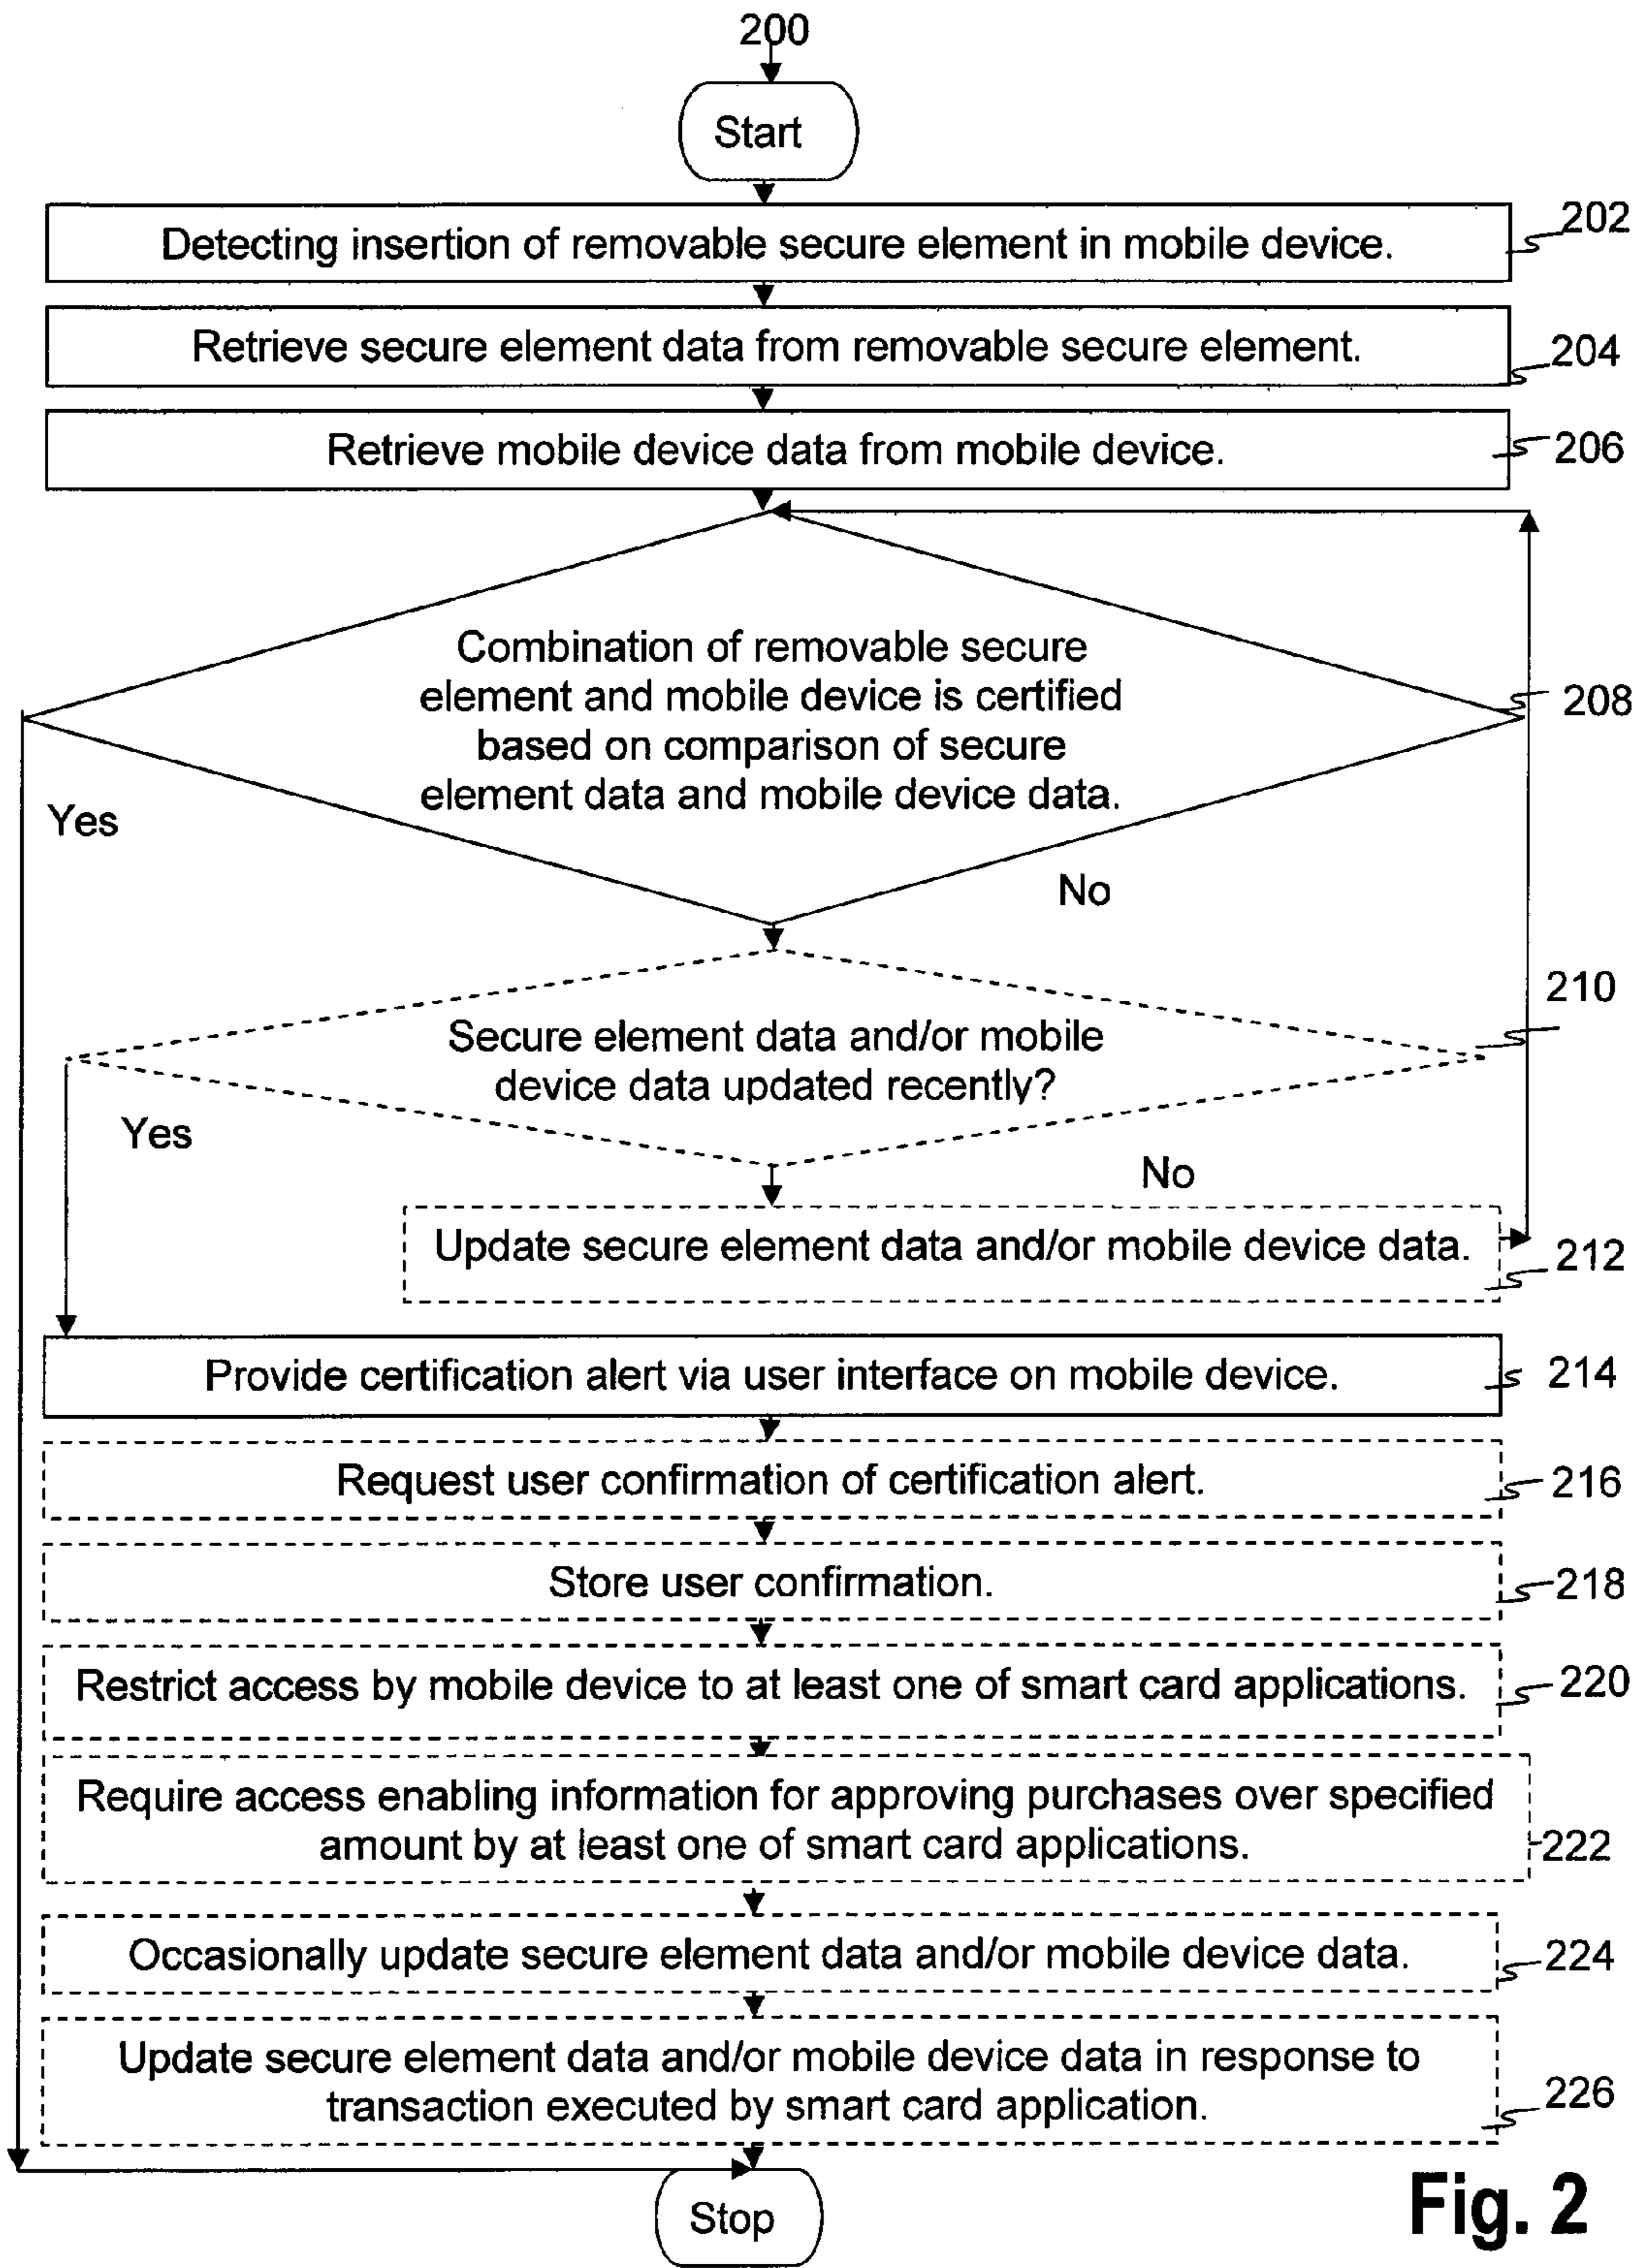 200
Start
Detecting insertion of removable secure element in mobile device.
202
Retrieve secure element data from removable secure element.
204
Retrieve mobile device data from mobile device.
206
Combination of removable secure
element and mobile device is certified
based on comparison of secure
element data and mobile device data.
208
Yes
No
Secure element data and/or mobile
device data updated recently?
210
Yes
No
Update secure element data and/or mobile device data.
212
Provide certification alert via user interface on mobile device.
214
Request user confirmation of certification alert.
216
Store user confirmation.
218
Restrict access by mobile device to at least one of smart card applications.
220
Require access enabling information for approving purchases over specified
amount by at least one of smart card applications.
222
Occasionally update secure element data and/or mobile device data.
224
Update secure element data and/or mobile device data in response to
transaction executed by smart card application.
226
Stop
Fig. 2